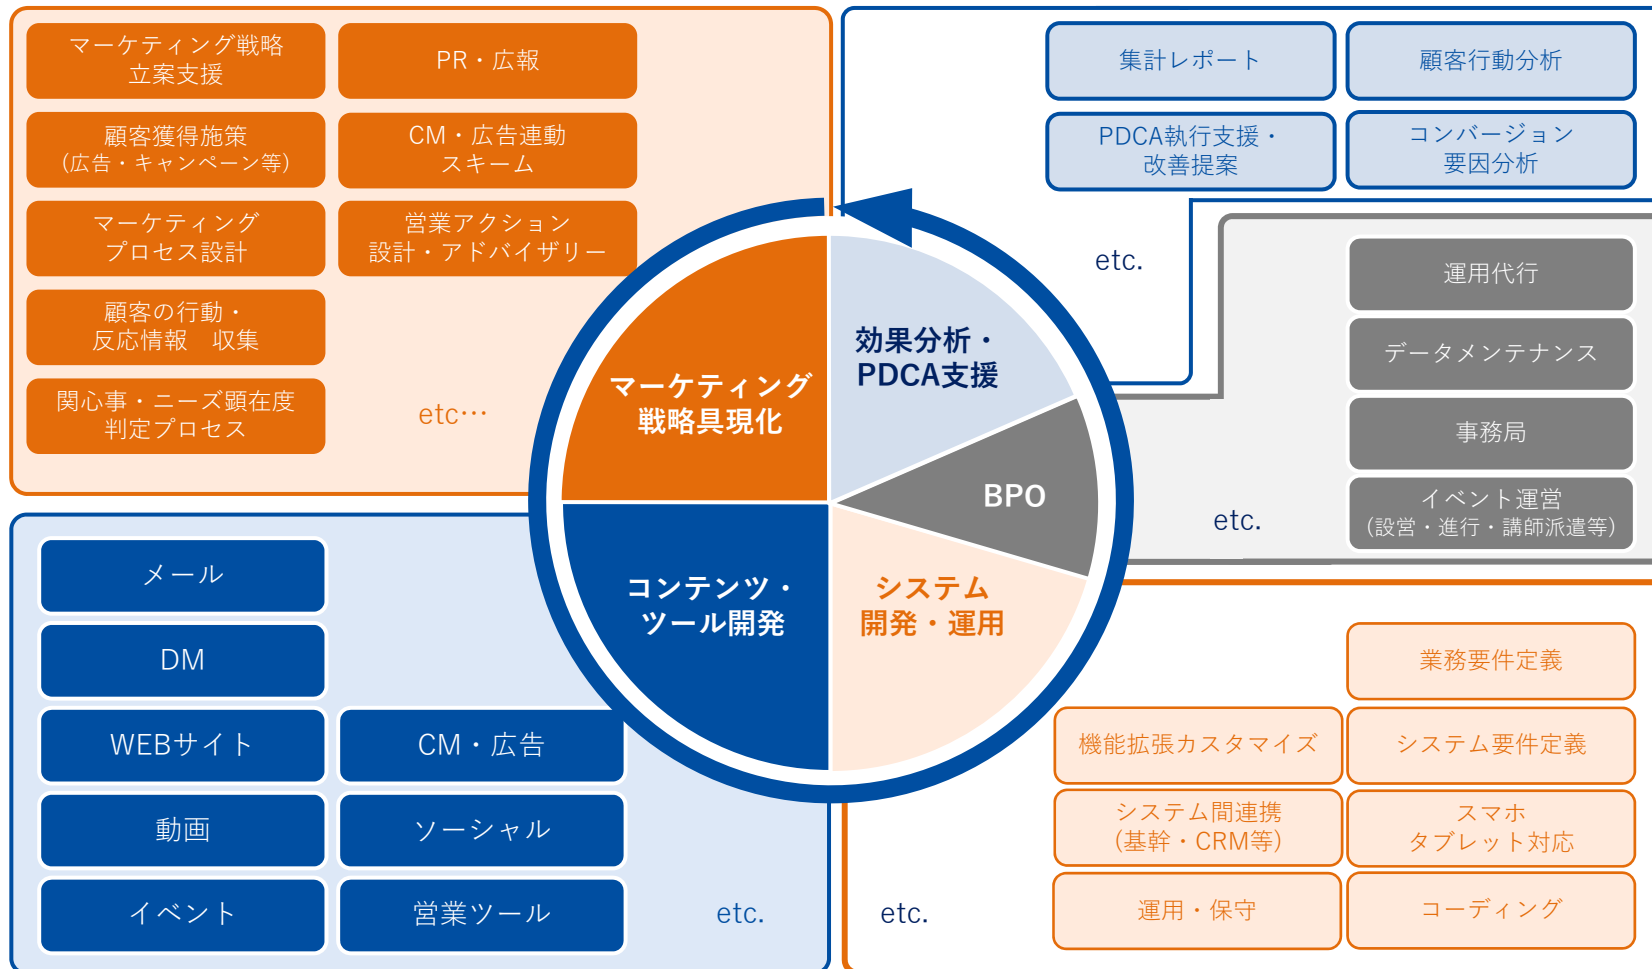 マーケティング戦略
立案支援
PR・広報
顧客獲得施策
（広告・キャンペーン等）
CM・広告連動
スキーム
マーケティング
プロセス設計
営業アクション
設計・アドバイザリー
顧客の行動・
反応情報　収集
関心事・ニーズ顕在度
判定プロセス
etc…
集計レポート
顧客行動分析
PDCA執行支援・
改善提案
コンバージョン
要因分析
etc.
運用代行
データメンテナンス
事務局
イベント運営
（設営・進行・講師派遣等）
etc.
マーケティング
戦略具現化
効果分析・
PDCA支援
BPO
コンテンツ・
ツール開発
システム
開発・運用
メール
DM
WEBサイト
CM・広告
動画
ソーシャル
イベント
営業ツール
etc.
業務要件定義
機能拡張カスタマイズ
システム要件定義
システム間連携
（基幹・CRM等）
スマホ
タブレット対応
運用・保守
コーディング
etc.